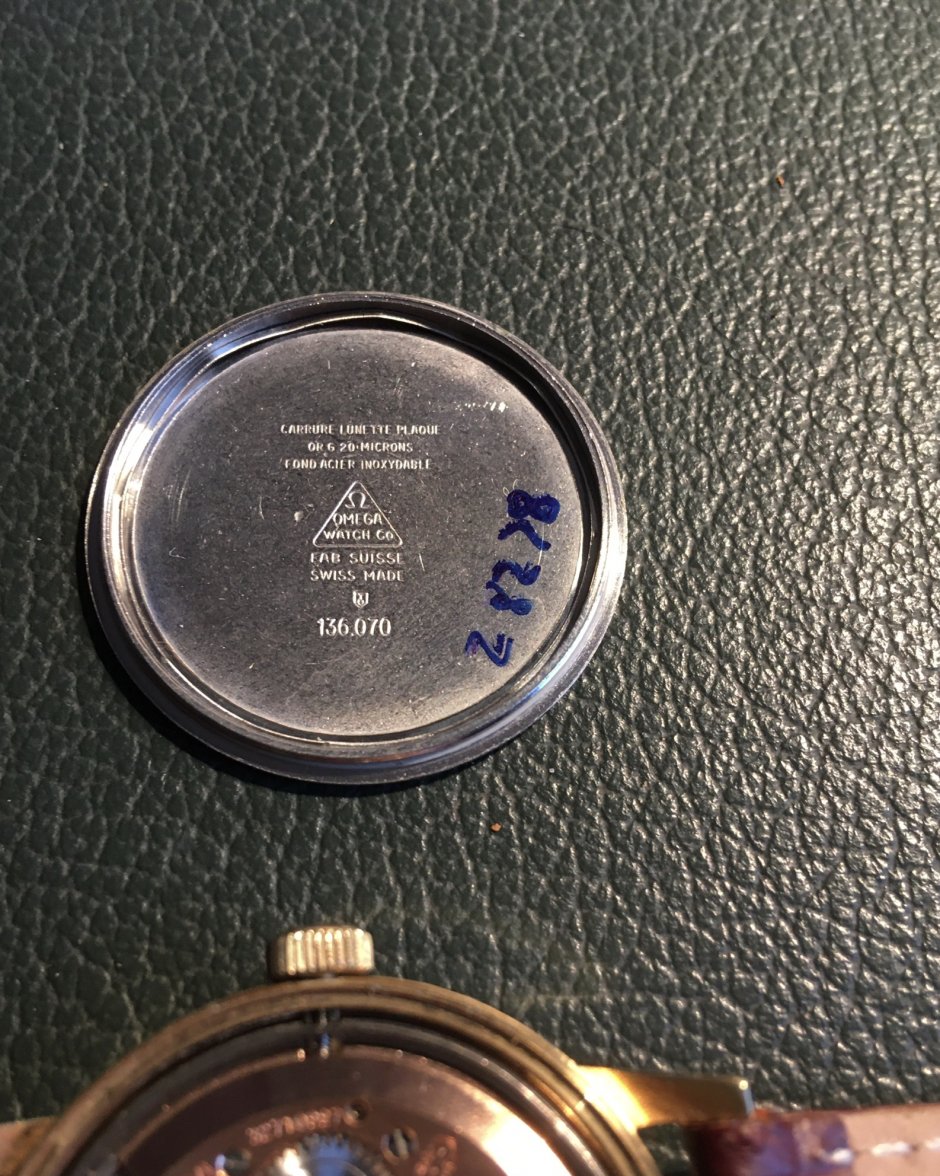 CARRURE LUNETTE PLAQUE
OR G 20·MICRONS
FOND ACIER INOXYDABLE
Ω
OMEGA
WATCH Co
FAB SUISSE
SWISS MADE
136.070